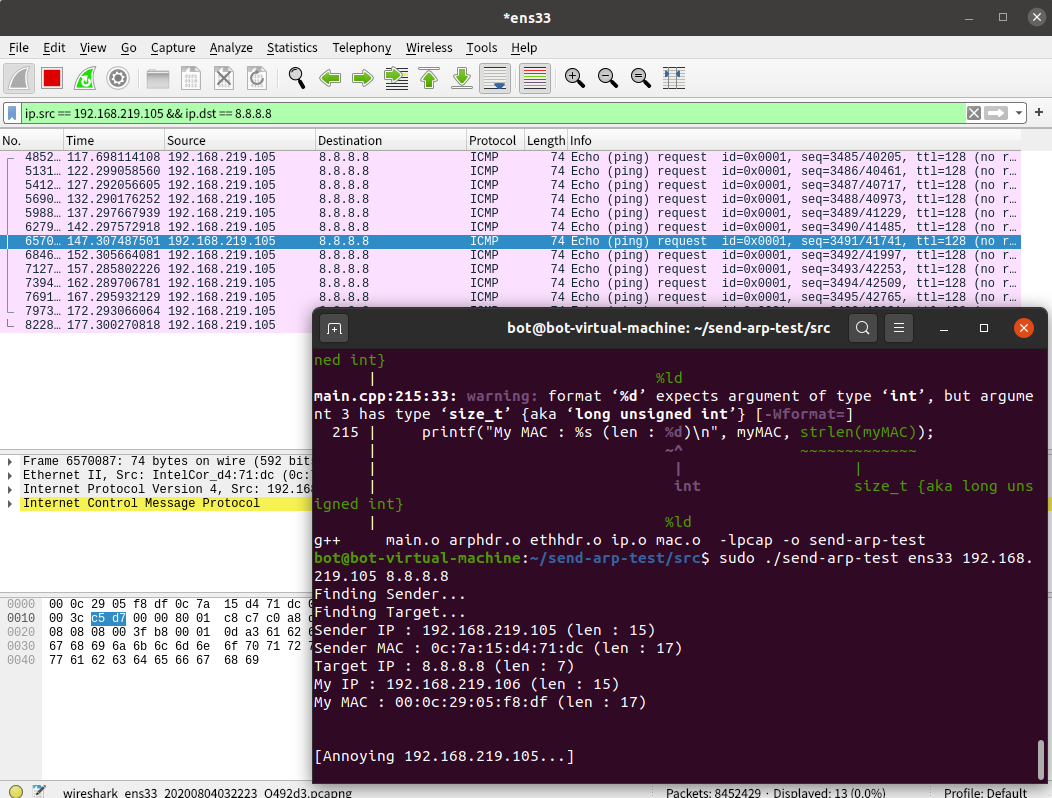 *ens33
File Edit View Go Capture Analyze Statistics Telephony Wireless Tools Help
ip.src == 192.168.219.105 && ip.dst == 8.8.8.8
No. Time Source Destination Protocol Length Info
4852… 117.698114108 192.168.219.105 8.8.8.8 ICMP 74 Echo (ping) request id=0x0001, seq=3485/40205, ttl=128 (no r…
5131… 122.299058560 192.168.219.105 8.8.8.8 ICMP 74 Echo (ping) request id=0x0001, seq=3486/40461, ttl=128 (no r…
5412… 127.292056605 192.168.219.105 8.8.8.8 ICMP 74 Echo (ping) request id=0x0001, seq=3487/40717, ttl=128 (no r…
5690… 132.290176252 192.168.219.105 8.8.8.8 ICMP 74 Echo (ping) request id=0x0001, seq=3488/40973, ttl=128 (no r…
5988… 137.297667939 192.168.219.105 8.8.8.8 ICMP 74 Echo (ping) request id=0x0001, seq=3489/41229, ttl=128 (no r…
6279… 142.297572918 192.168.219.105 8.8.8.8 ICMP 74 Echo (ping) request id=0x0001, seq=3490/41485, ttl=128 (no r…
6570… 147.307487501 192.168.219.105 8.8.8.8 ICMP 74 Echo (ping) request id=0x0001, seq=3491/41741, ttl=128 (no r…
6846… 152.305664081 192.168.219.105 8.8.8.8 ICMP 74 Echo (ping) request id=0x0001, seq=3492/41997, ttl=128 (no r…
7127… 157.285802226 192.168.219.105 8.8.8.8 ICMP 74 Echo (ping) request id=0x0001, seq=3493/42253, ttl=128 (no r…
7394… 162.289706781 192.168.219.105 8.8.8.8 ICMP 74 Echo (ping) request id=0x0001, seq=3494/42509, ttl=128 (no r…
7691… 167.295932129 192.168.219.105 8.8.8.8 ICMP 74 Echo (ping) request id=0x0001, seq=3495/42765, ttl=128 (no r…
7973… 172.293066064 192.168.219.105
8228… 177.300270818 192.168.219.105
Frame 6570087: 74 bytes on wire (592 bit
Ethernet II, Src: IntelCor_d4:71:dc (0c:
Internet Protocol Version 4, Src: 192.16
Internet Control Message Protocol
0000 00 0c 29 05 f8 df 0c 7a 15 d4 71 dc
0010 00 3c c5 d7 00 00 80 01 c8 c7 c0 a8
0020 08 08 08 00 3f b8 00 01 0d a3 61 62
0030 67 68 69 6a 6b 6c 6d 6e 6f 70 71 72
0040 77 61 62 63 64 65 66 67 68 69
wireshark_ens33_20200804032223_O492d3.pcapng Packets: 8452429 · Displayed: 13 (0.0%) Profile: Default
bot@bot-virtual-machine: ~/send-arp-test/src
ned int}
| %ld
main.cpp:215:33: warning: format ‘%d’ expects argument of type ‘int’, but argume
nt 3 has type ‘size_t’ {aka ‘long unsigned int’} [-Wformat=]
215 | printf("My MAC : %s (len : %d)\n", myMAC, strlen(myMAC));
| ~^ ~~~~~~~~~~~~~
| | |
| int size_t {aka long uns
igned int}
| %ld
g++ main.o arphdr.o ethhdr.o ip.o mac.o -lpcap -o send-arp-test
bot@bot-virtual-machine:~/send-arp-test/src$ sudo ./send-arp-test ens33 192.168.
219.105 8.8.8.8
Finding Sender...
Finding Target...
Sender IP : 192.168.219.105 (len : 15)
Sender MAC : 0c:7a:15:d4:71:dc (len : 17)
Target IP : 8.8.8.8 (len : 7)
My IP : 192.168.219.106 (len : 15)
My MAC : 00:0c:29:05:f8:df (len : 17)
[Annoying 192.168.219.105...]